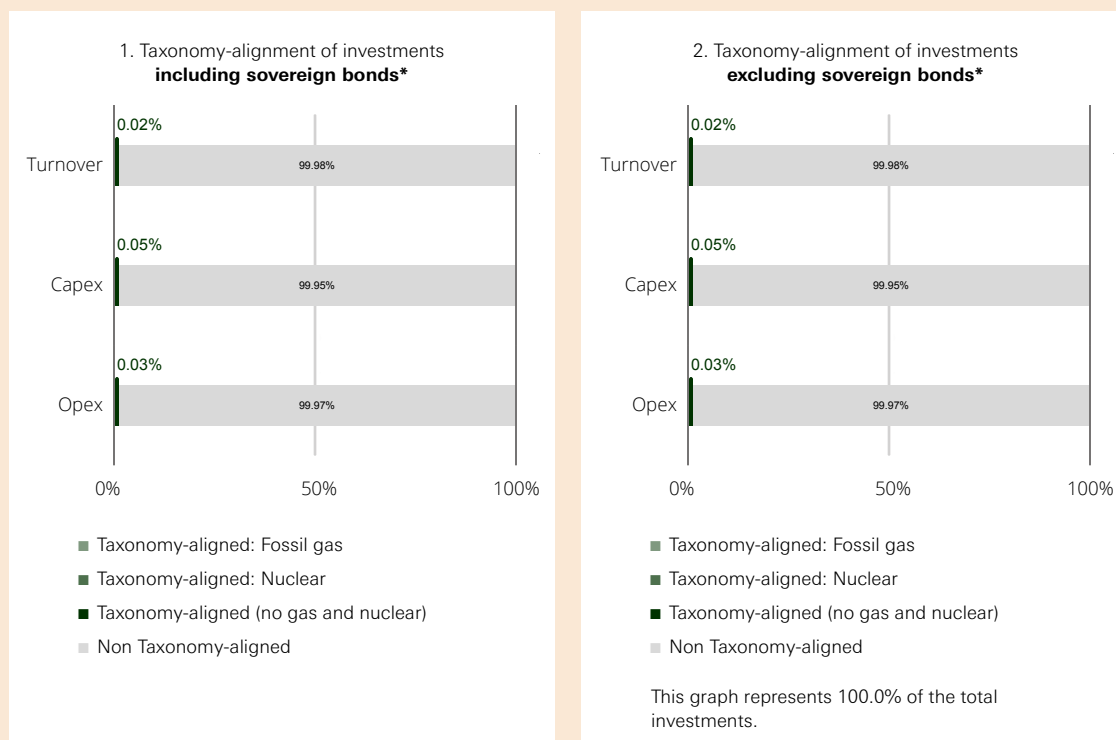 1. Taxonomy-alignment of investments
including sovereign bonds*
0.02%
Turnover
99.98%
0.05%
Capex
99.95%
0.03%
Opex
99.97%
0%
50%
100%
Taxonomy-aligned: Fossil gas
Taxonomy-aligned: Nuclear
Taxonomy-aligned (no gas and nuclear)
Non Taxonomy-aligned
2. Taxonomy-alignment of investments
excluding sovereign bonds*
0.02%
Turnover
99.98%
0.05%
Capex
99.95%
0.03%
Opex
99.97%
0%
50%
100%
Taxonomy-aligned: Fossil gas
Taxonomy-aligned: Nuclear
Taxonomy-aligned (no gas and nuclear)
Non Taxonomy-aligned
This graph represents 100.0% of the total
investments.